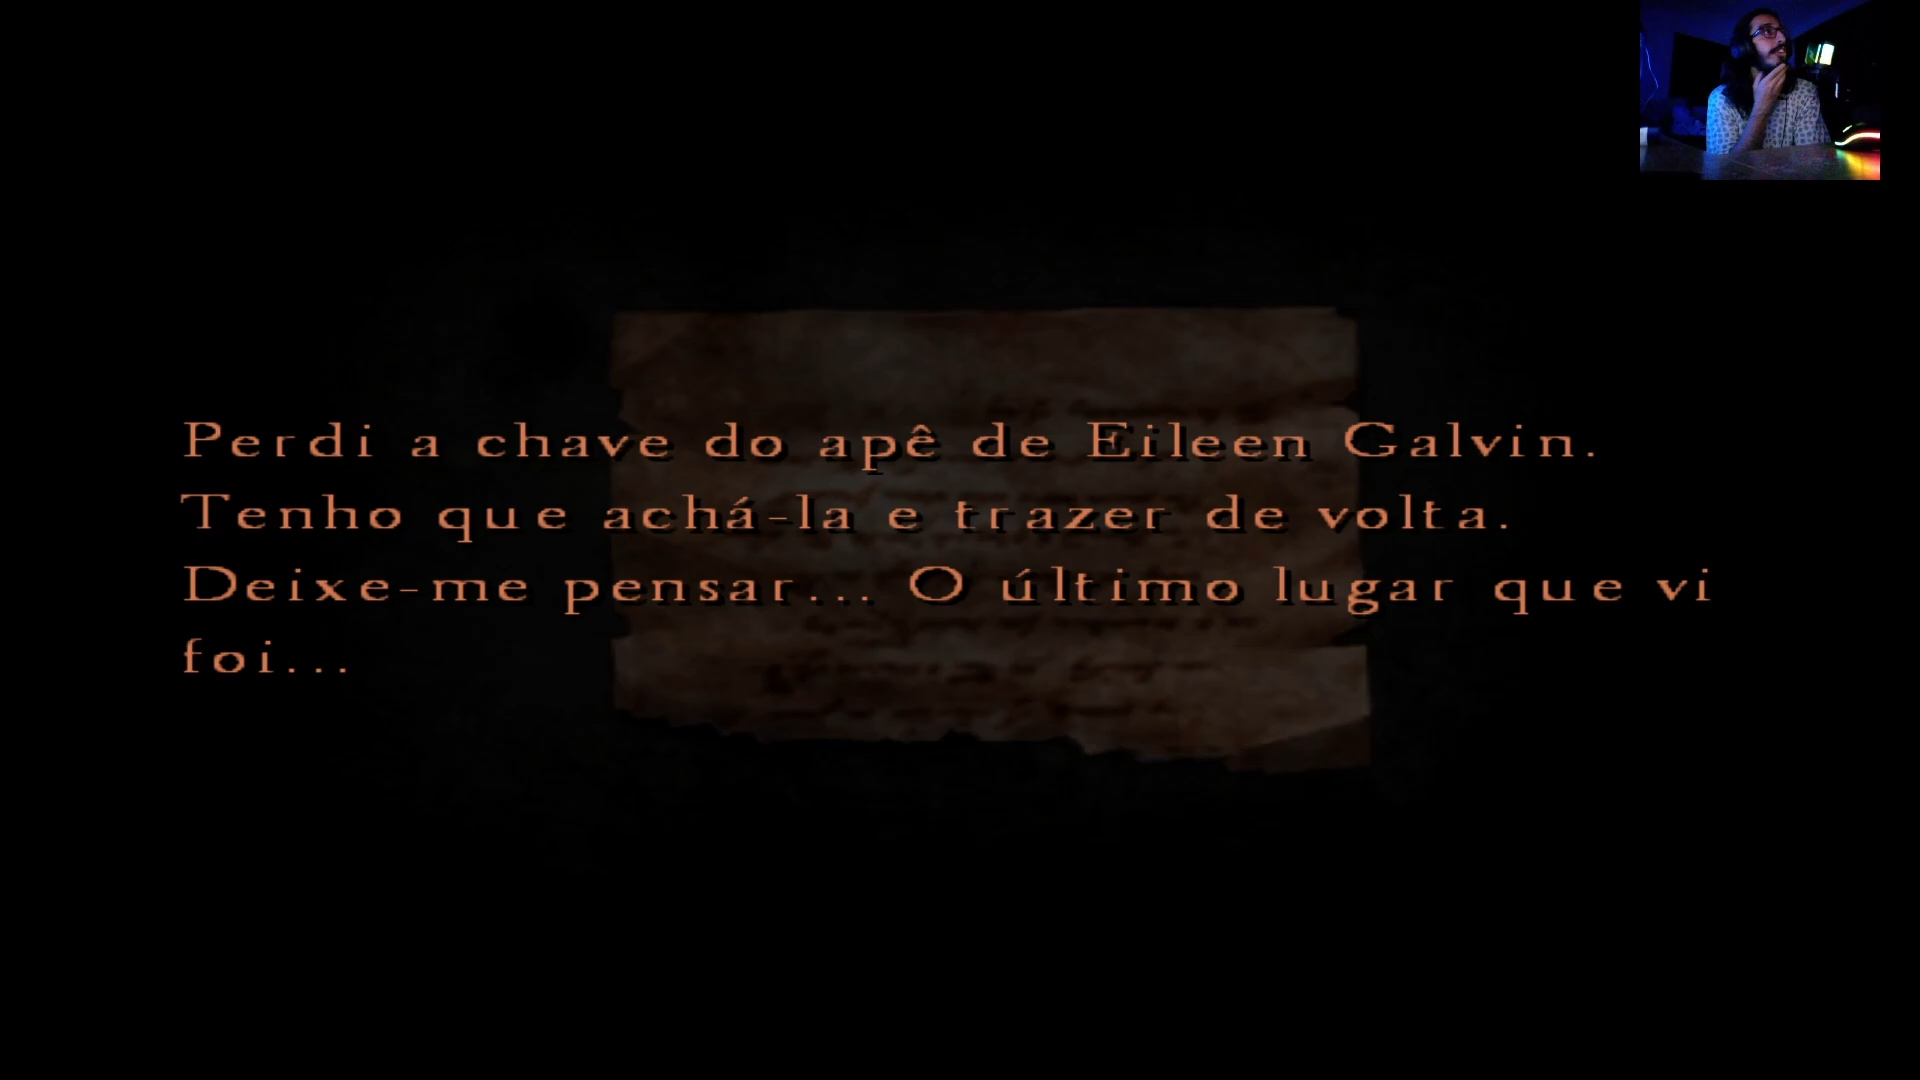 Perdi a chave do apê de Eileen Galvin.
Tenho que achá-la e trazer de volta.
Deixe-me pensar... O último lugar que vi
foi...